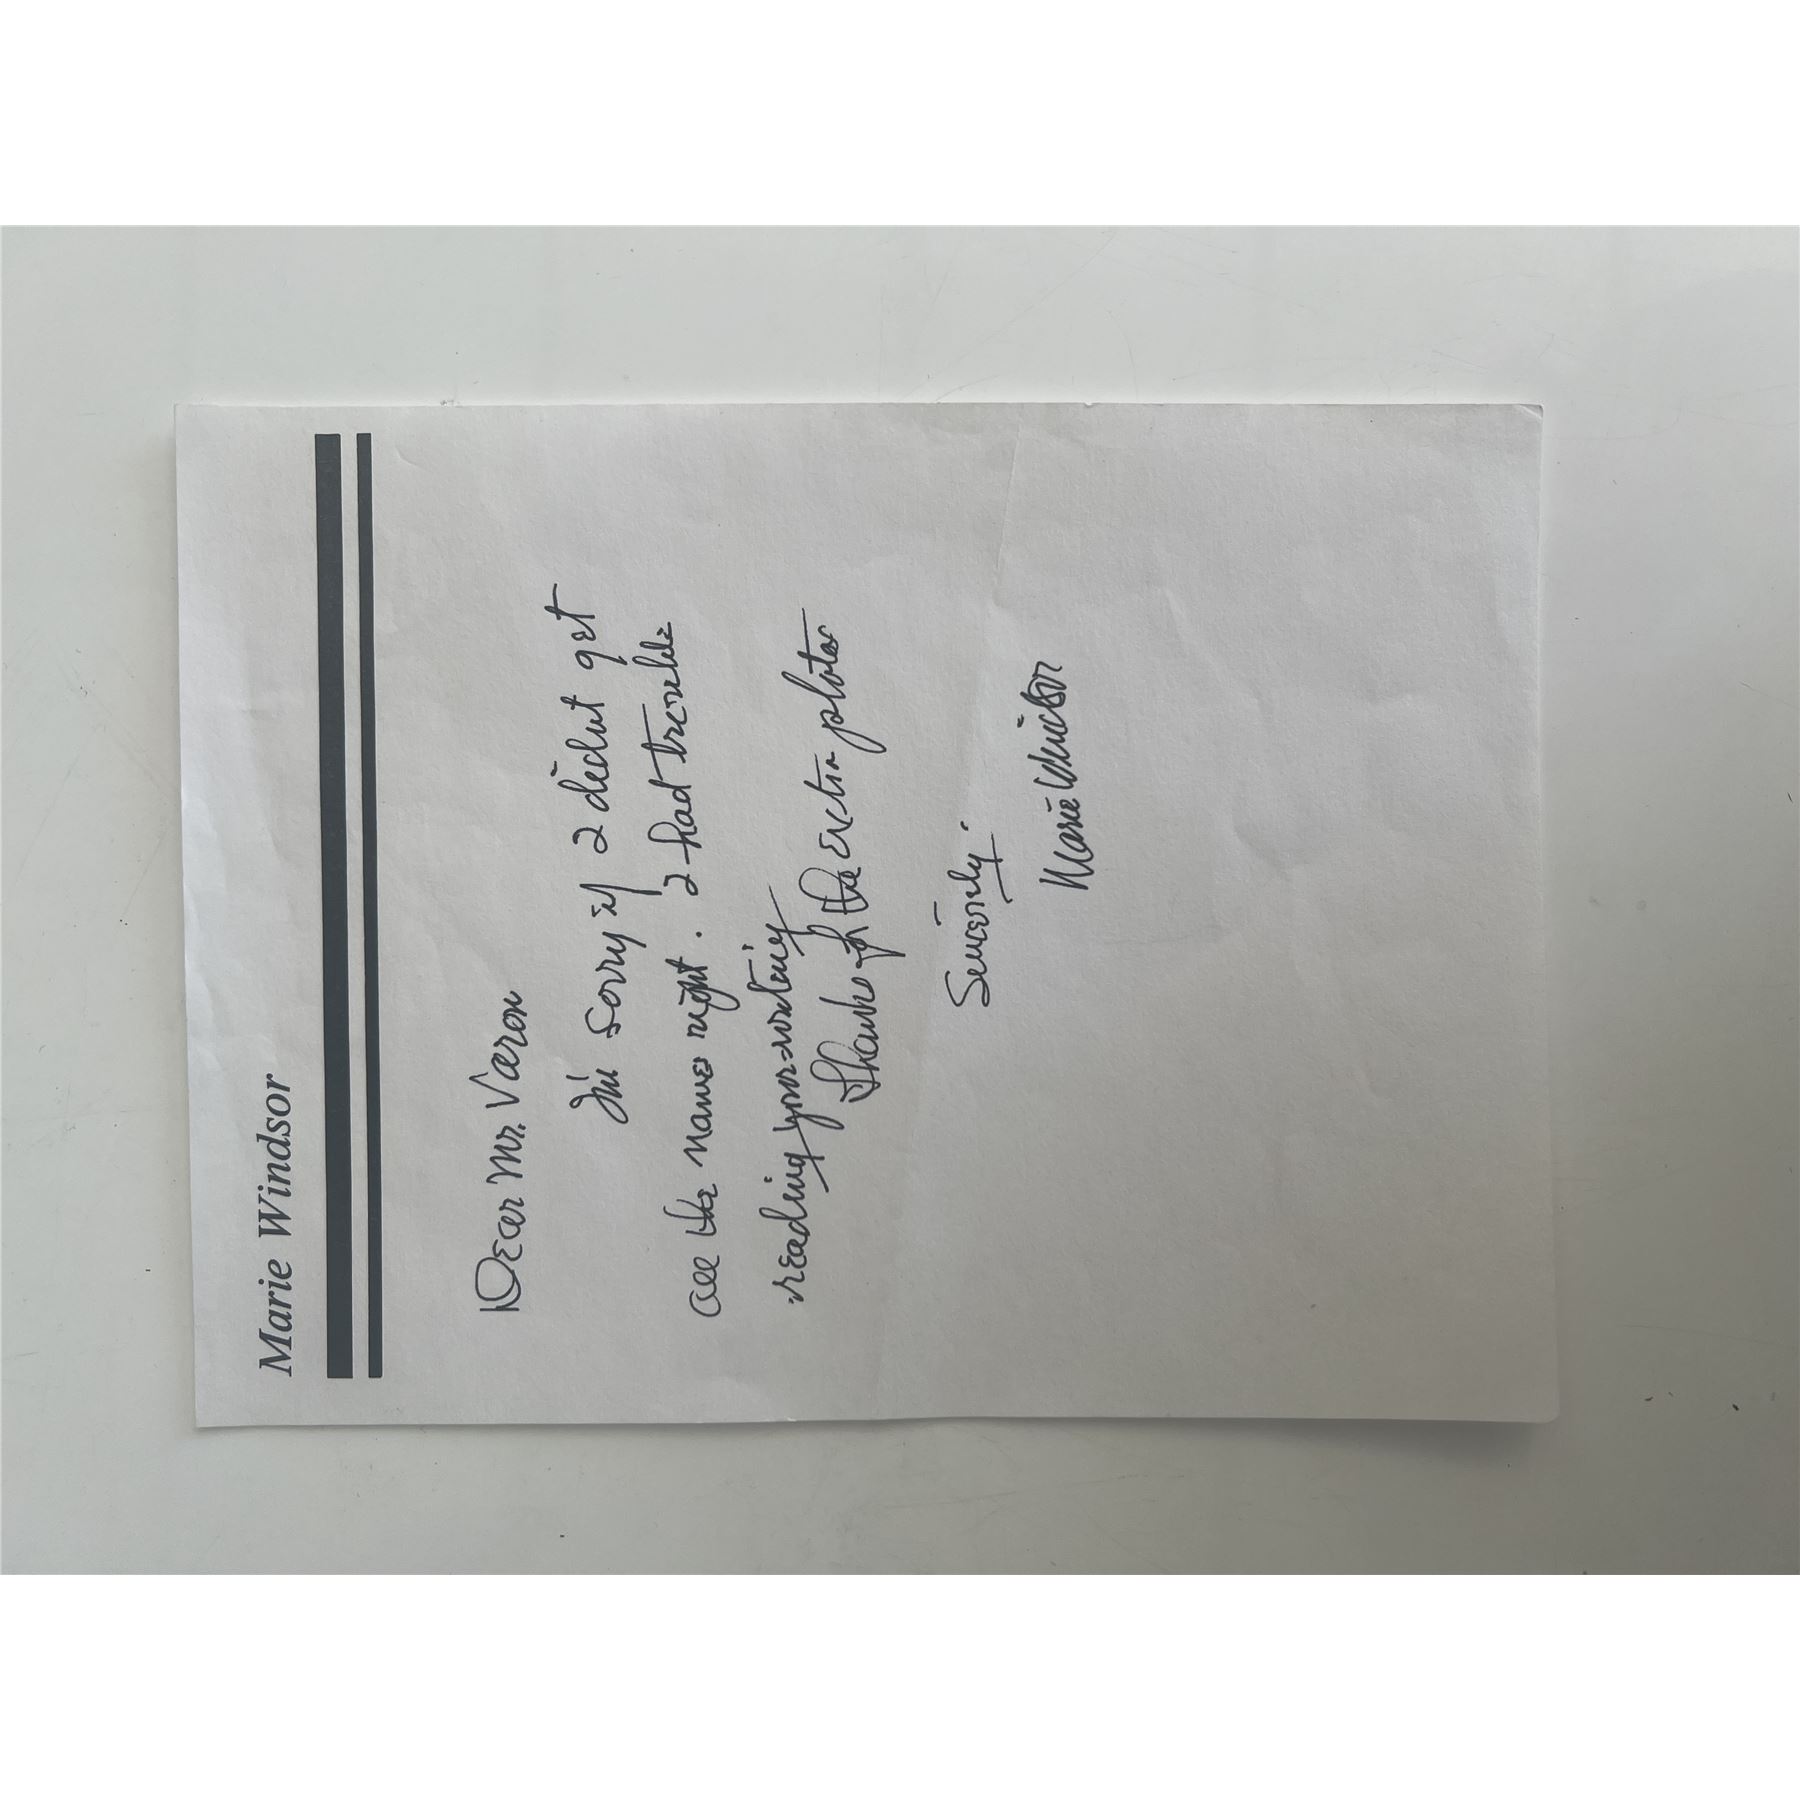 Marie Windsor
Dear Mr. Varon
I'm sorry if I didn't get
all the names right. I had trouble
reading your writing
Thanks for the extra photos
Sincerely.
Marie Windsor